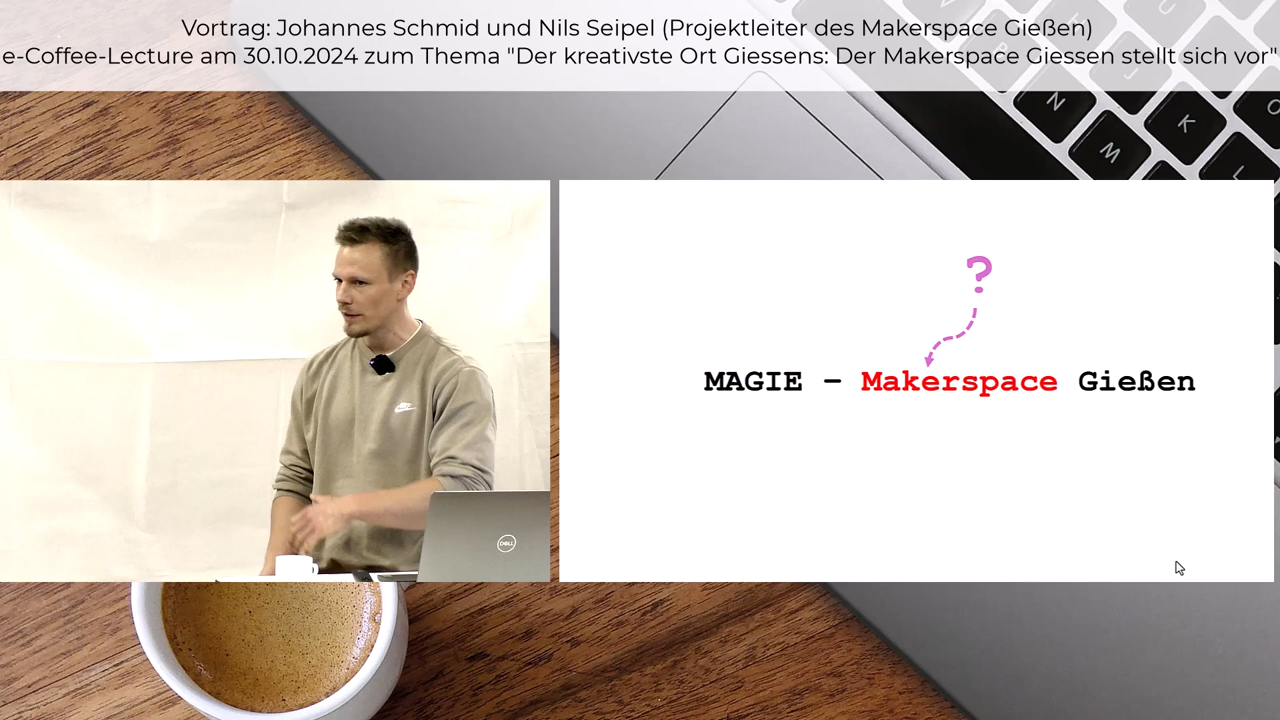 Vortrag: Johannes Schmid und Nils Seipel (Projektleiter des Makerspace Gießen)
e-Coffee-Lecture am 30.10.2024 zum Thema "Der kreativste Ort Giessens: Der Makerspace Giessen stellt sich vor"
?
MAGIE – Makerspace Gießen
DELL
N
M
J
K
L
O
U
V